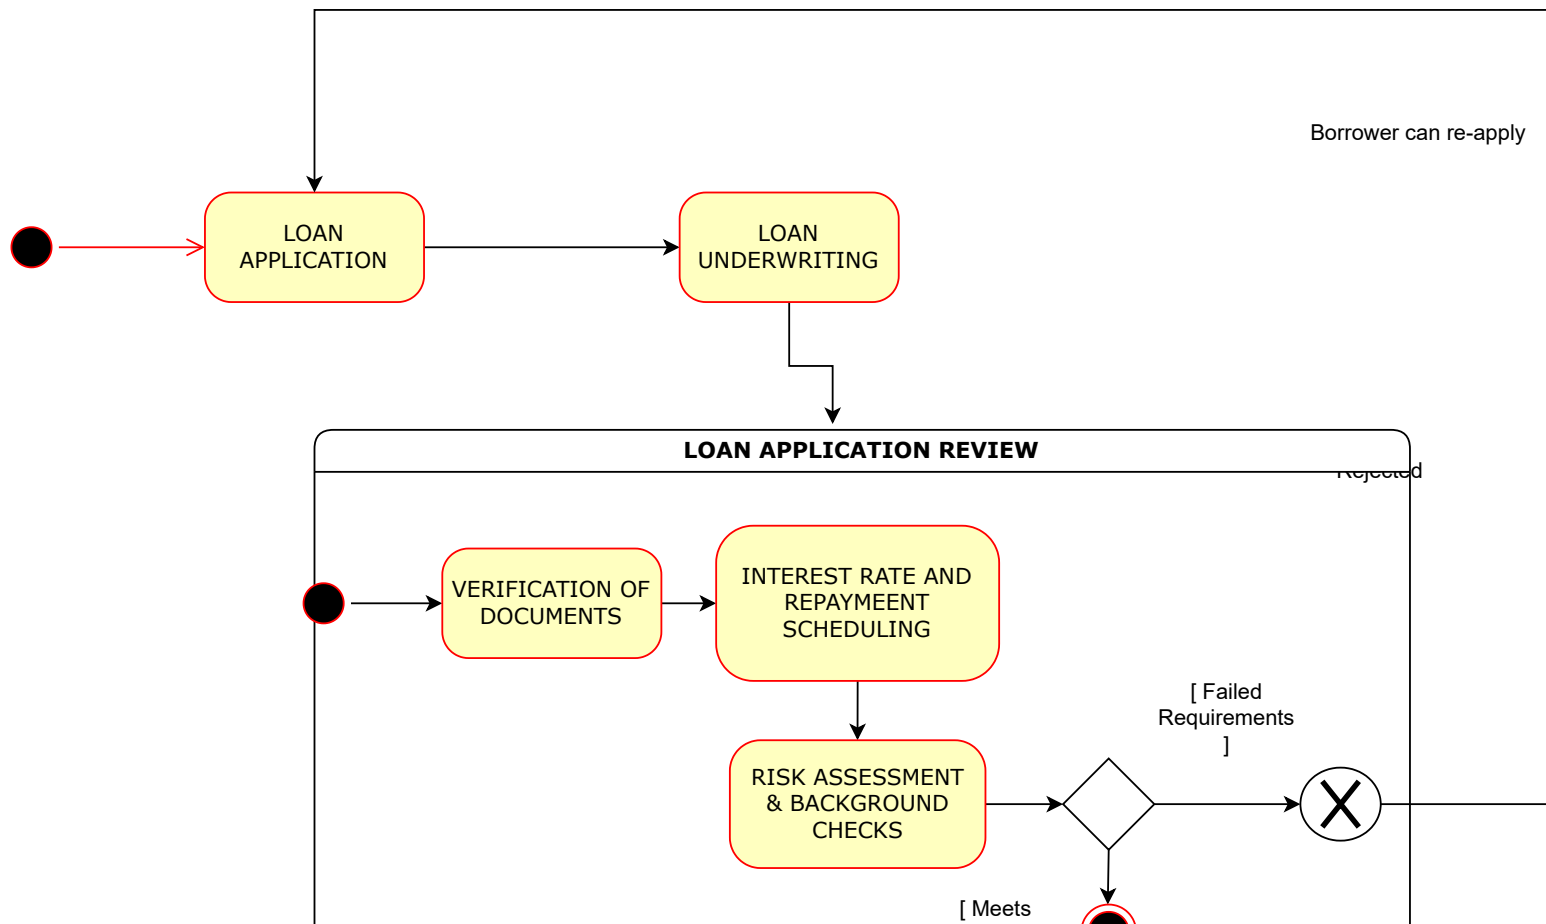 Borrower can re-apply
LOAN
APPLICATION
LOAN
UNDERWRITING
LOAN APPLICATION REVIEW
Rejected
VERIFICATION OF
DOCUMENTS
INTEREST RATE AND
REPAYMEENT
SCHEDULING
[ Failed
Requirements
]
RISK ASSESSMENT
& BACKGROUND
CHECKS
[ Meets